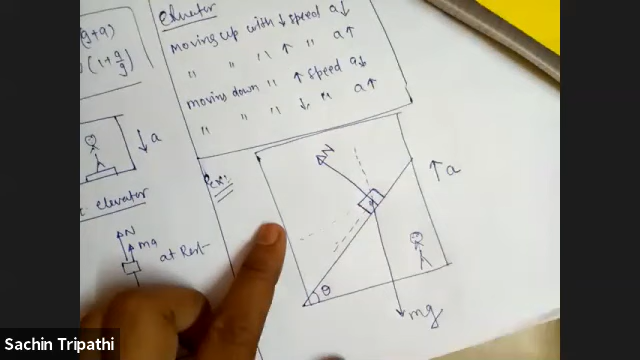 (g+a)
(1+a/g)
Elevator
moving up with ↓ speed a↓
" " " ↑ " a↑
moving down " ↑ speed a↓
" " " ↓ " a↑
↓a
elevator
N
ma
at Rest
Ex:
N
↑a
θ
mg
Sachin Tripathi